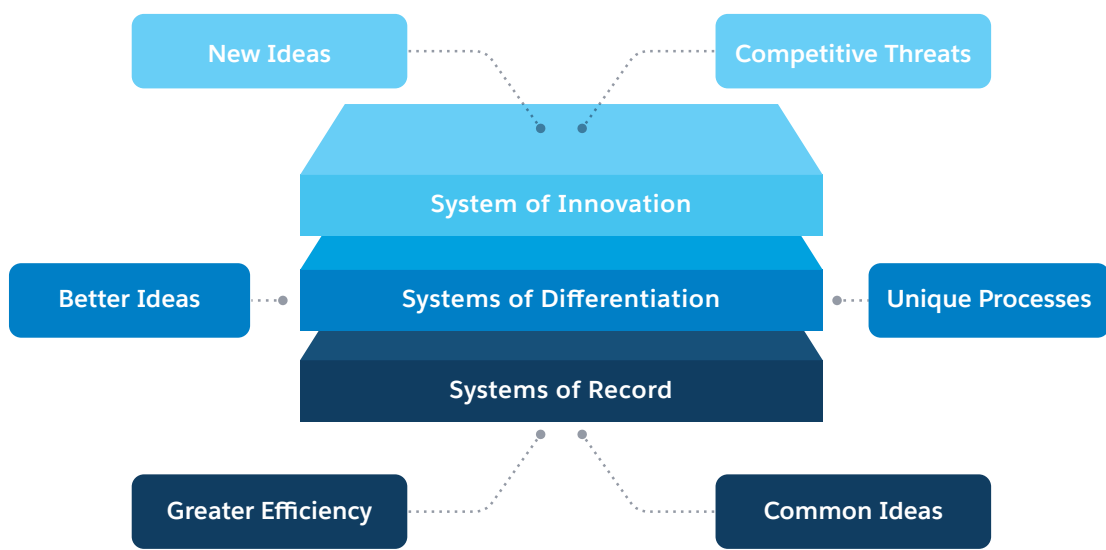 New Ideas
Competitive Threats
System of Innovation
Better Ideas
Systems of Differentiation
Unique Processes
Systems of Record
Greater Efficiency
Common Ideas